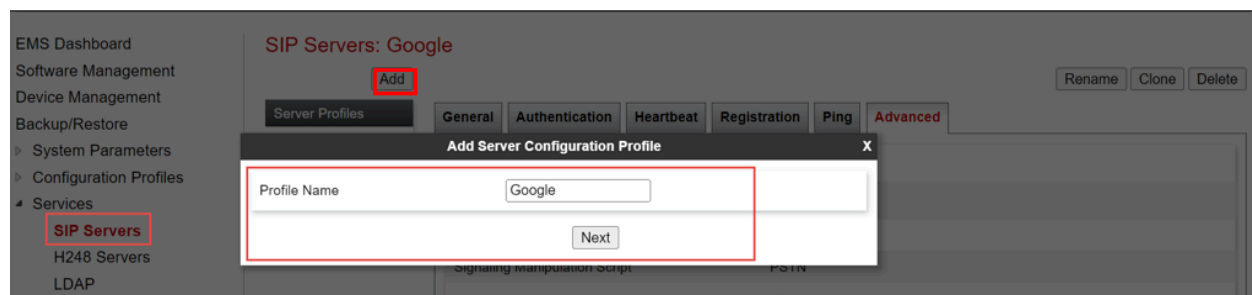 EMS Dashboard
Software Management
Device Management
Backup/Restore
System Parameters
Configuration Profiles
Services
SIP Servers
H248 Servers
LDAP
SIP Servers: Google
Add
Rename Clone Delete
Server Profiles
General Authentication Heartbeat Registration Ping Advanced
Add Server Configuration Profile X
Profile Name Google
Next
Signaling Manipulation Script PSTN